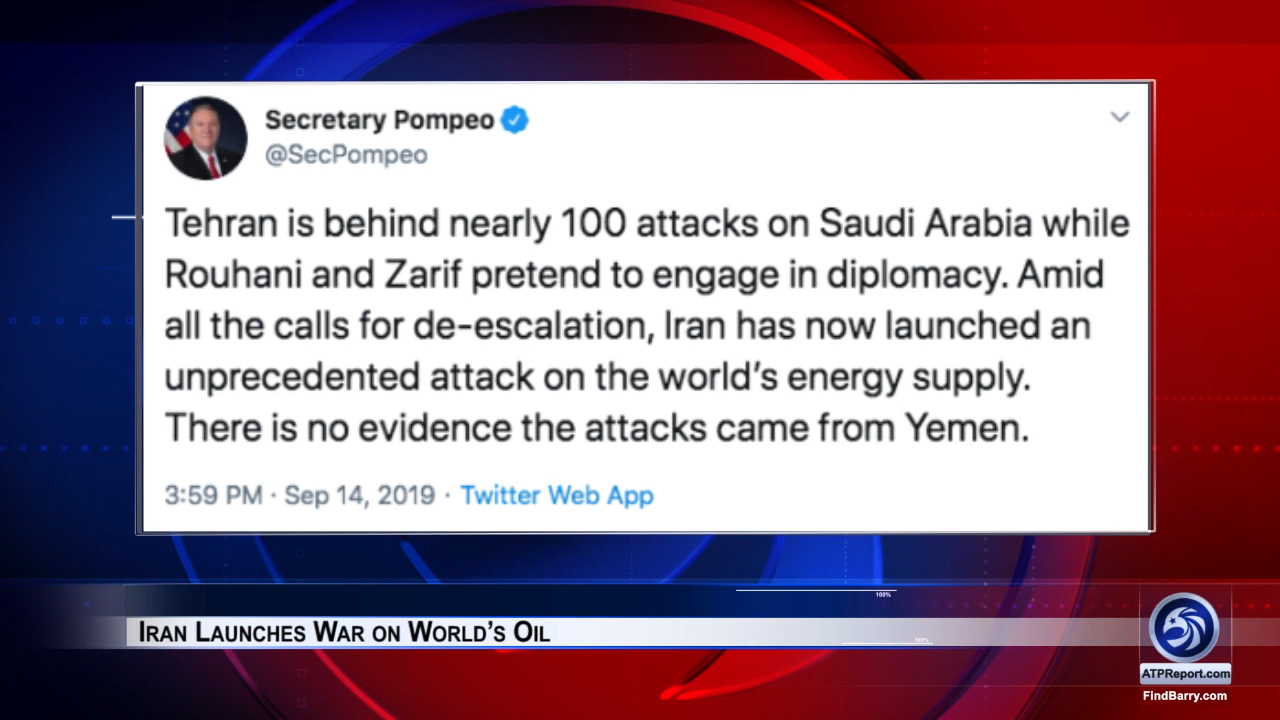 Secretary Pompeo
@SecPompeo
Tehran is behind nearly 100 attacks on Saudi Arabia while
Rouhani and Zarif pretend to engage in diplomacy. Amid
all the calls for de-escalation, Iran has now launched an
unprecedented attack on the world’s energy supply.
There is no evidence the attacks came from Yemen.
3:59 PM · Sep 14, 2019 · Twitter Web App
100%
Iran Launches War on World’s Oil
100%
ATPReport.com
FindBarry.com